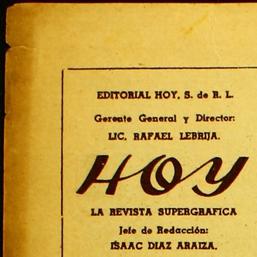 EDITORIAL HOY, S. de R. L.
Gerente General y Director:
LIC. RAFAEL LEBRIJA.
HOY
LA REVISTA SUPERGRAFICA
Jefe de Redacción:
ISAAC DIAZ ARAIZA.